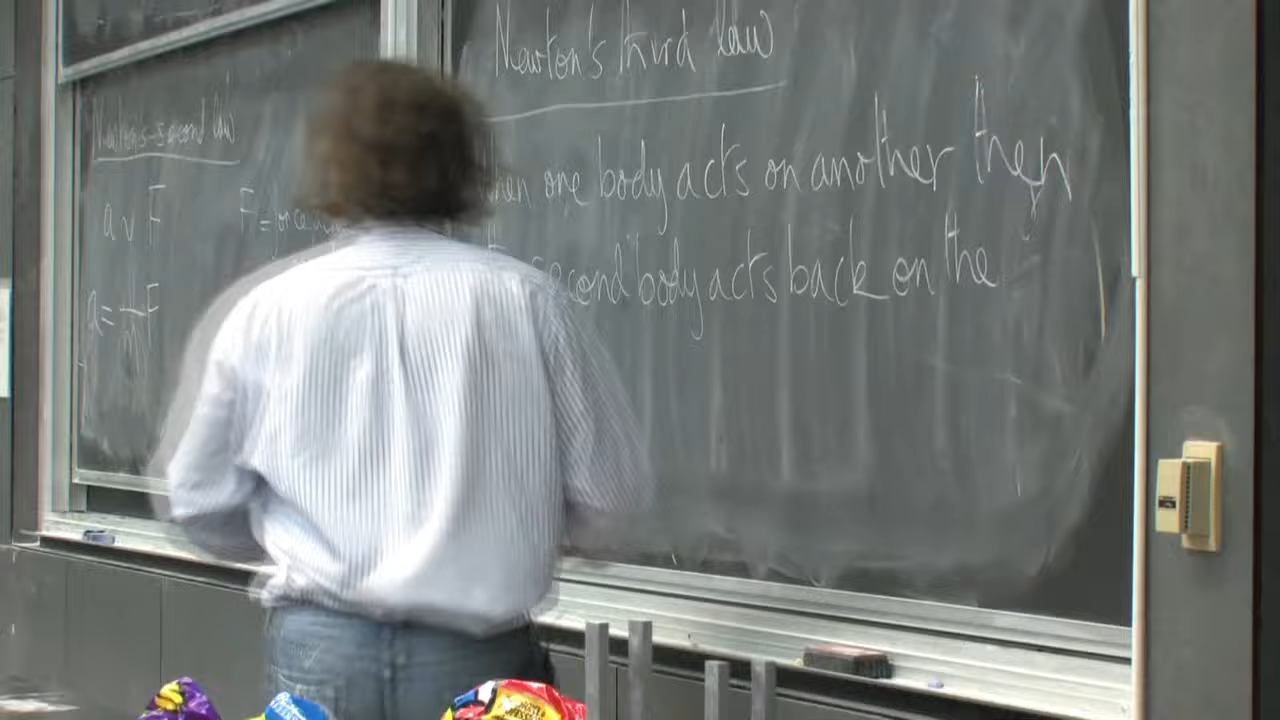 Newton's second law
a ∨ F
F = force
a = 1/m F
Newton's third law
one body acts on another then
second body acts back on the